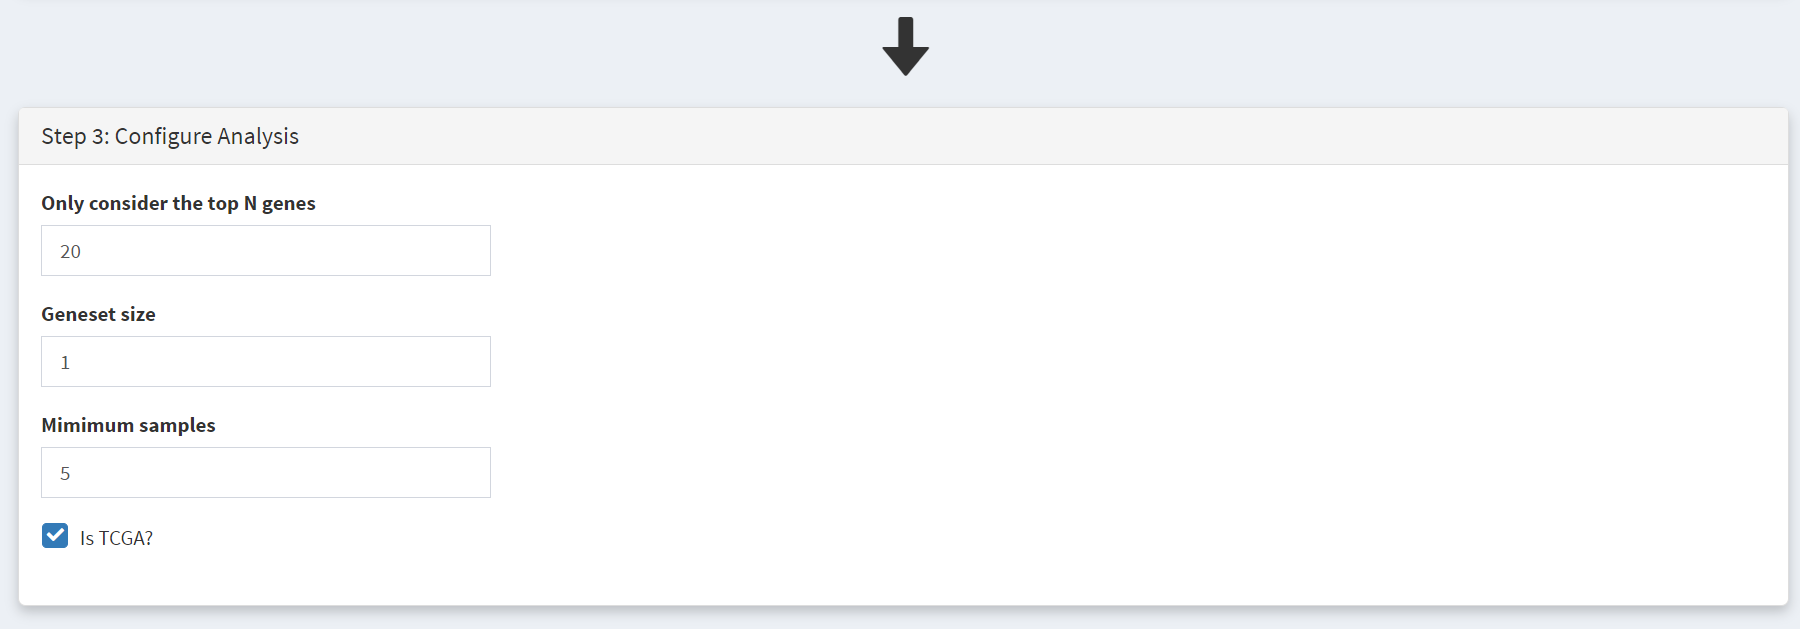 Step 3: Configure Analysis
Only consider the top N genes
20
Geneset size
1
Mimimum samples
5
Is TCGA?